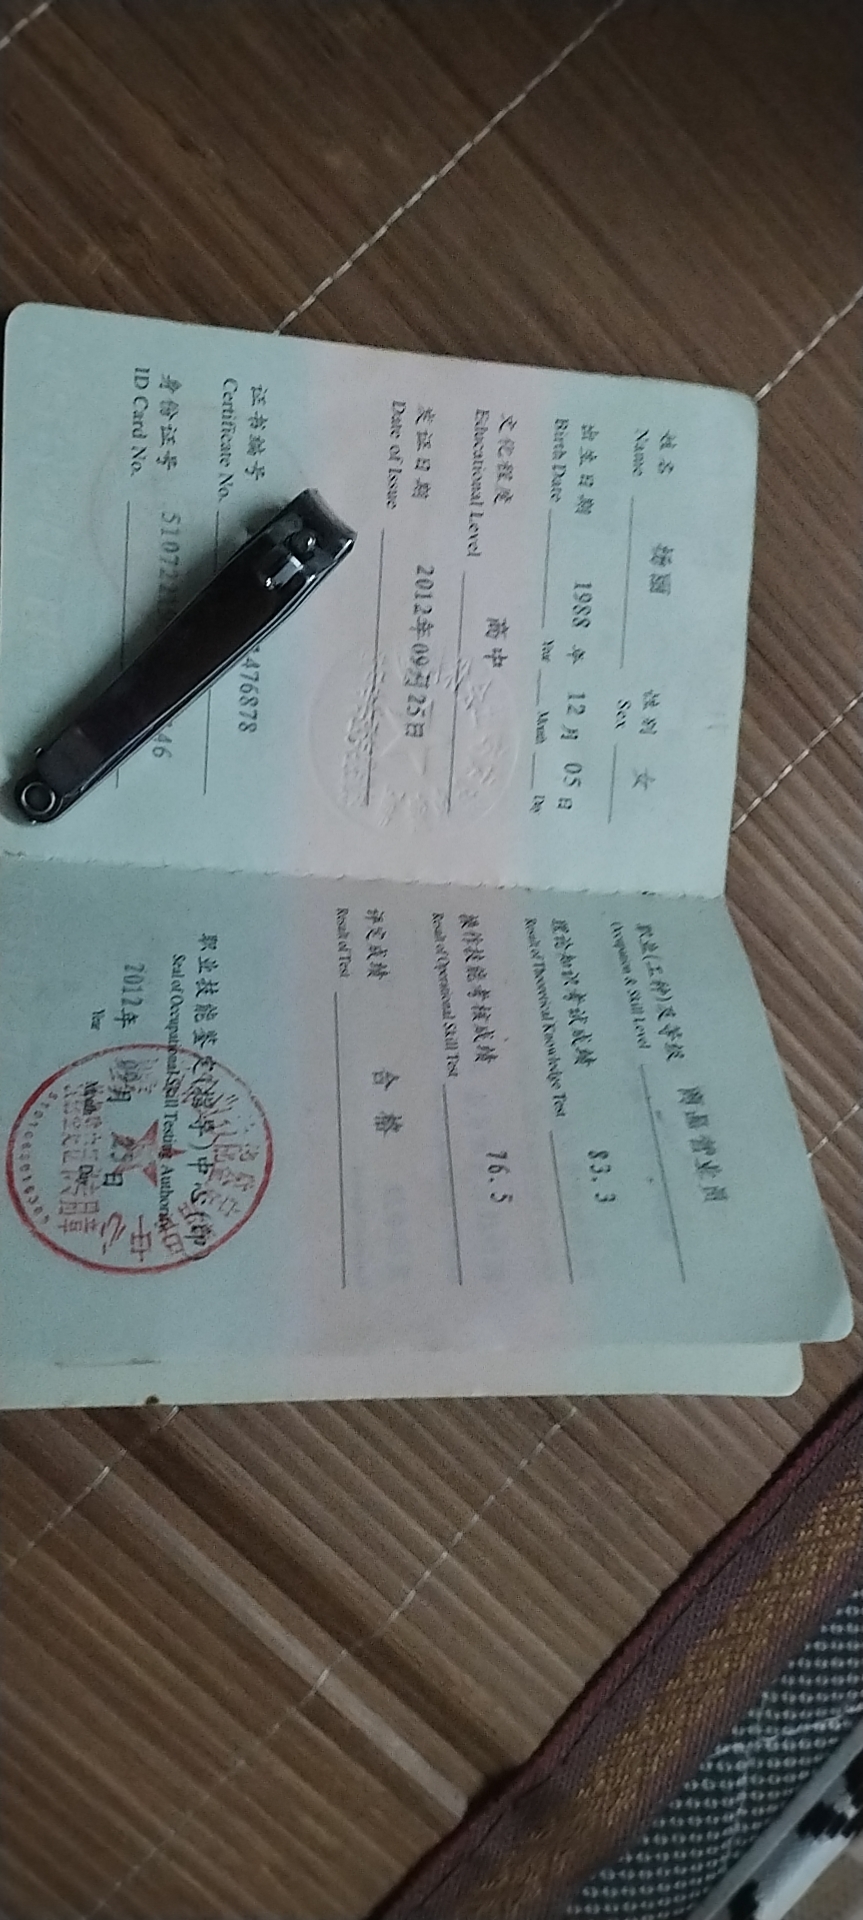 姓名 性别 女
Name Sex
出生日期 1988 年 12 月 05 日
Birth Date Year Month Day
文化程度 高中
Educational Level
发证日期 2012年 09月 25日
Date of Issue
证书编号 476878
Certificate No.
身份证号 510722 46
ID Card No.
职业(工种)及等级 商品营业员
Occupation & Skill Level
理论知识考试成绩 83.3
Result of Theoretical Knowledge Test
操作技能考核成绩 76.5
Result of Operational Skill Test
评定成绩 合格
Result of Test
职业技能鉴定(指导)中心(印)
Seal of Occupational Skill Testing Authority
2012年 09月 25日
Year Month Day